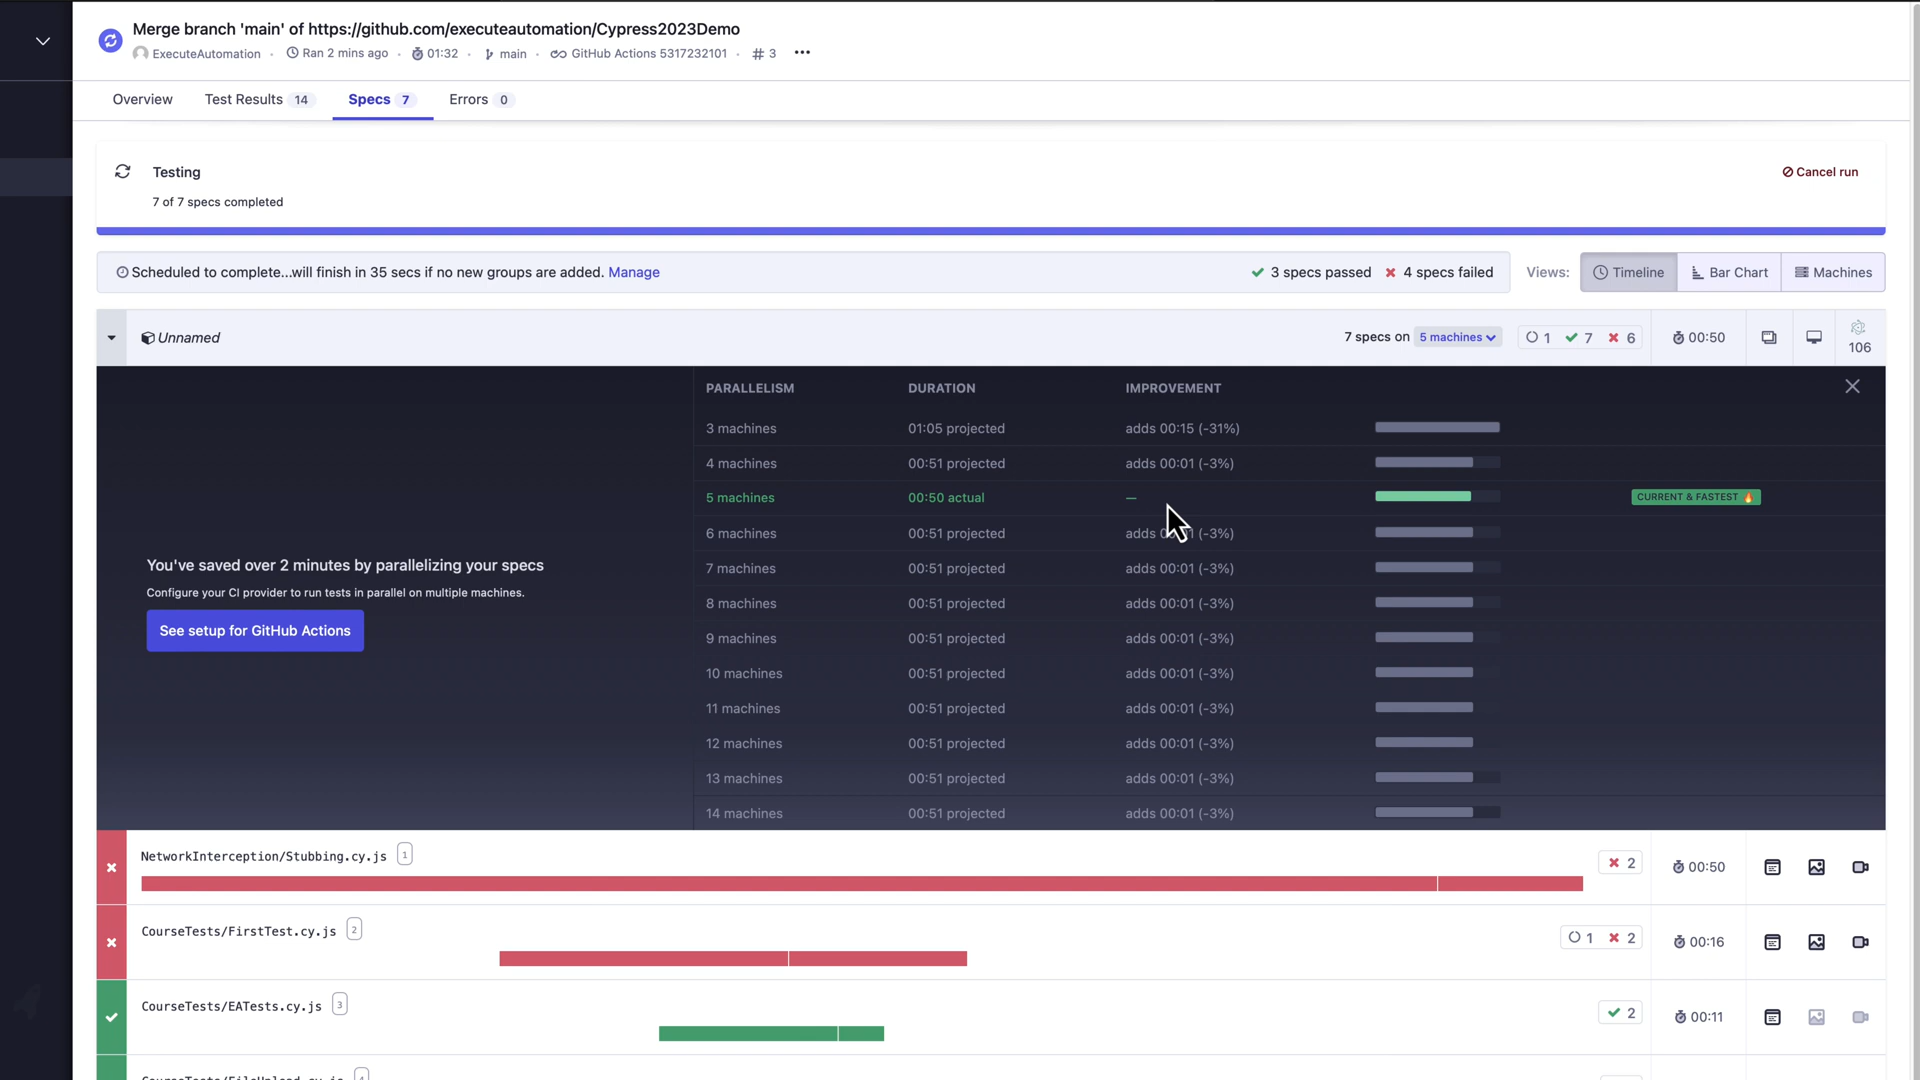 Merge branch 'main' of https://github.com/executeautomation/Cypress2023Demo
ExecuteAutomation · Ran 2 mins ago · 01:32 · main · GitHub Actions 5317232101 · # 3 ...
Overview Test Results 14 Specs 7 Errors 0
Testing
Cancel run
7 of 7 specs completed
Scheduled to complete...will finish in 35 secs if no new groups are added. Manage
3 specs passed 4 specs failed
Views: Timeline Bar Chart Machines
Unnamed
7 specs on 5 machines 1 7 6 00:50 106
PARALLELISM DURATION IMPROVEMENT
3 machines 01:05 projected adds 00:15 (-31%)
4 machines 00:51 projected adds 00:01 (-3%)
5 machines 00:50 actual — CURRENT & FASTEST 🔥
6 machines 00:51 projected adds (-3%)
7 machines 00:51 projected adds 00:01 (-3%)
8 machines 00:51 projected adds 00:01 (-3%)
9 machines 00:51 projected adds 00:01 (-3%)
10 machines 00:51 projected adds 00:01 (-3%)
11 machines 00:51 projected adds 00:01 (-3%)
12 machines 00:51 projected adds 00:01 (-3%)
13 machines 00:51 projected adds 00:01 (-3%)
14 machines 00:51 projected adds 00:01 (-3%)
You've saved over 2 minutes by parallelizing your specs
Configure your CI provider to run tests in parallel on multiple machines.
See setup for GitHub Actions
NetworkInterception/Stubbing.cy.js 1 2 00:50
CourseTests/FirstTest.cy.js 2 1 2 00:16
CourseTests/EATests.cy.js 3 2 00:11